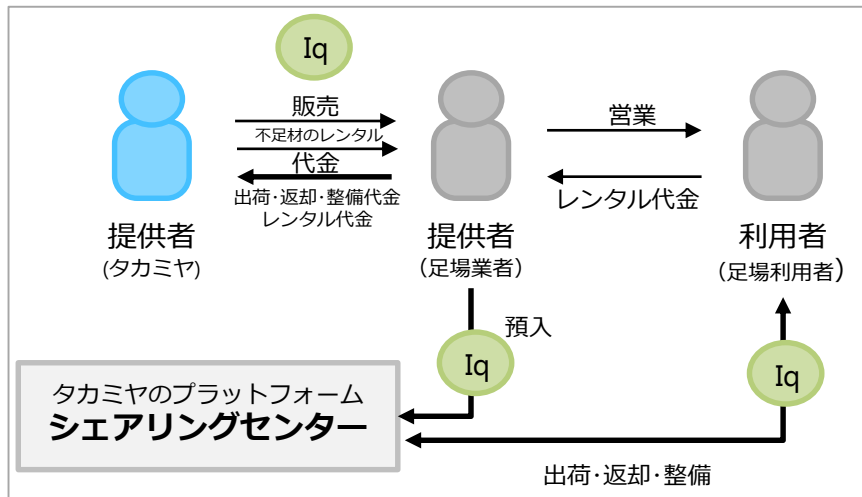 Iq
販売
不足材のレンタル
代金
出荷・返却・整備代金
レンタル代金
営業
レンタル代金
提供者
(タカミヤ)
提供者
(足場業者)
利用者
(足場利用者)
預入
Iq
Iq
タカミヤのプラットフォーム
シェアリングセンター
出荷・返却・整備